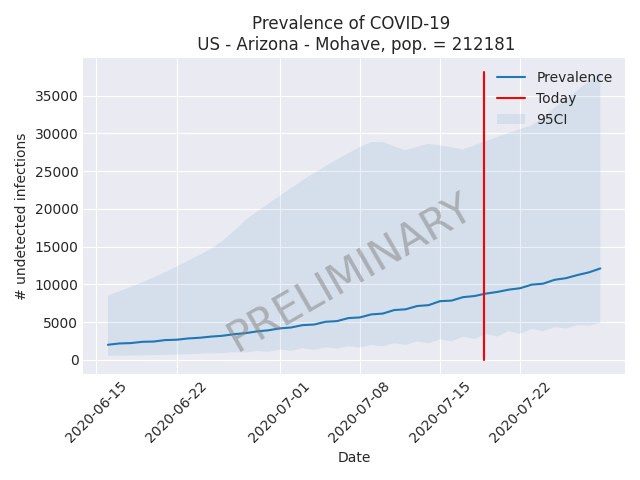 Prevalence of COVID-19
US - Arizona - Mohave, pop. = 212181
Prevalence
Today
95CI
35000
30000
25000
20000
15000
10000
5000
0
# undetected infections
PRELIMINARY
2020-06-15
2020-06-22
2020-07-01
2020-07-08
2020-07-15
2020-07-22
Date